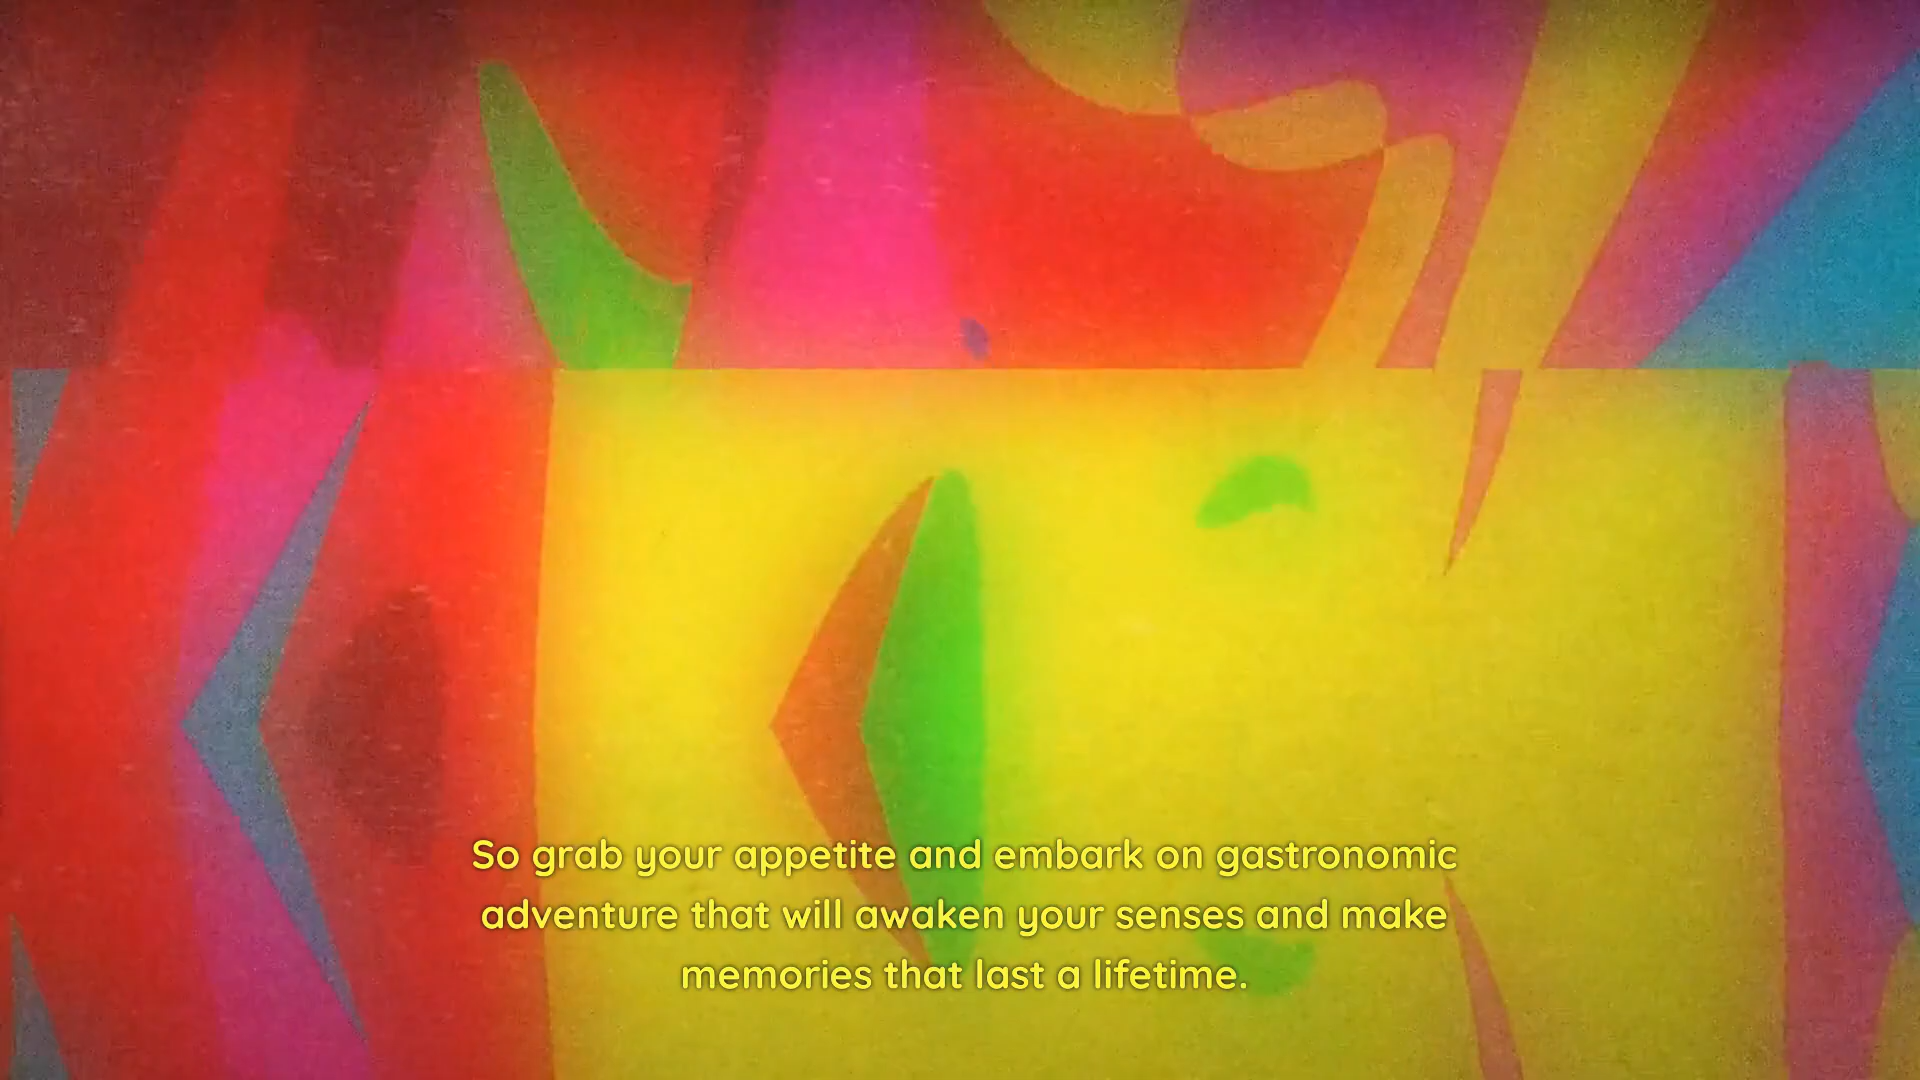 So grab your appetite and embark on gastronomic
adventure that will awaken your senses and make
memories that last a lifetime.